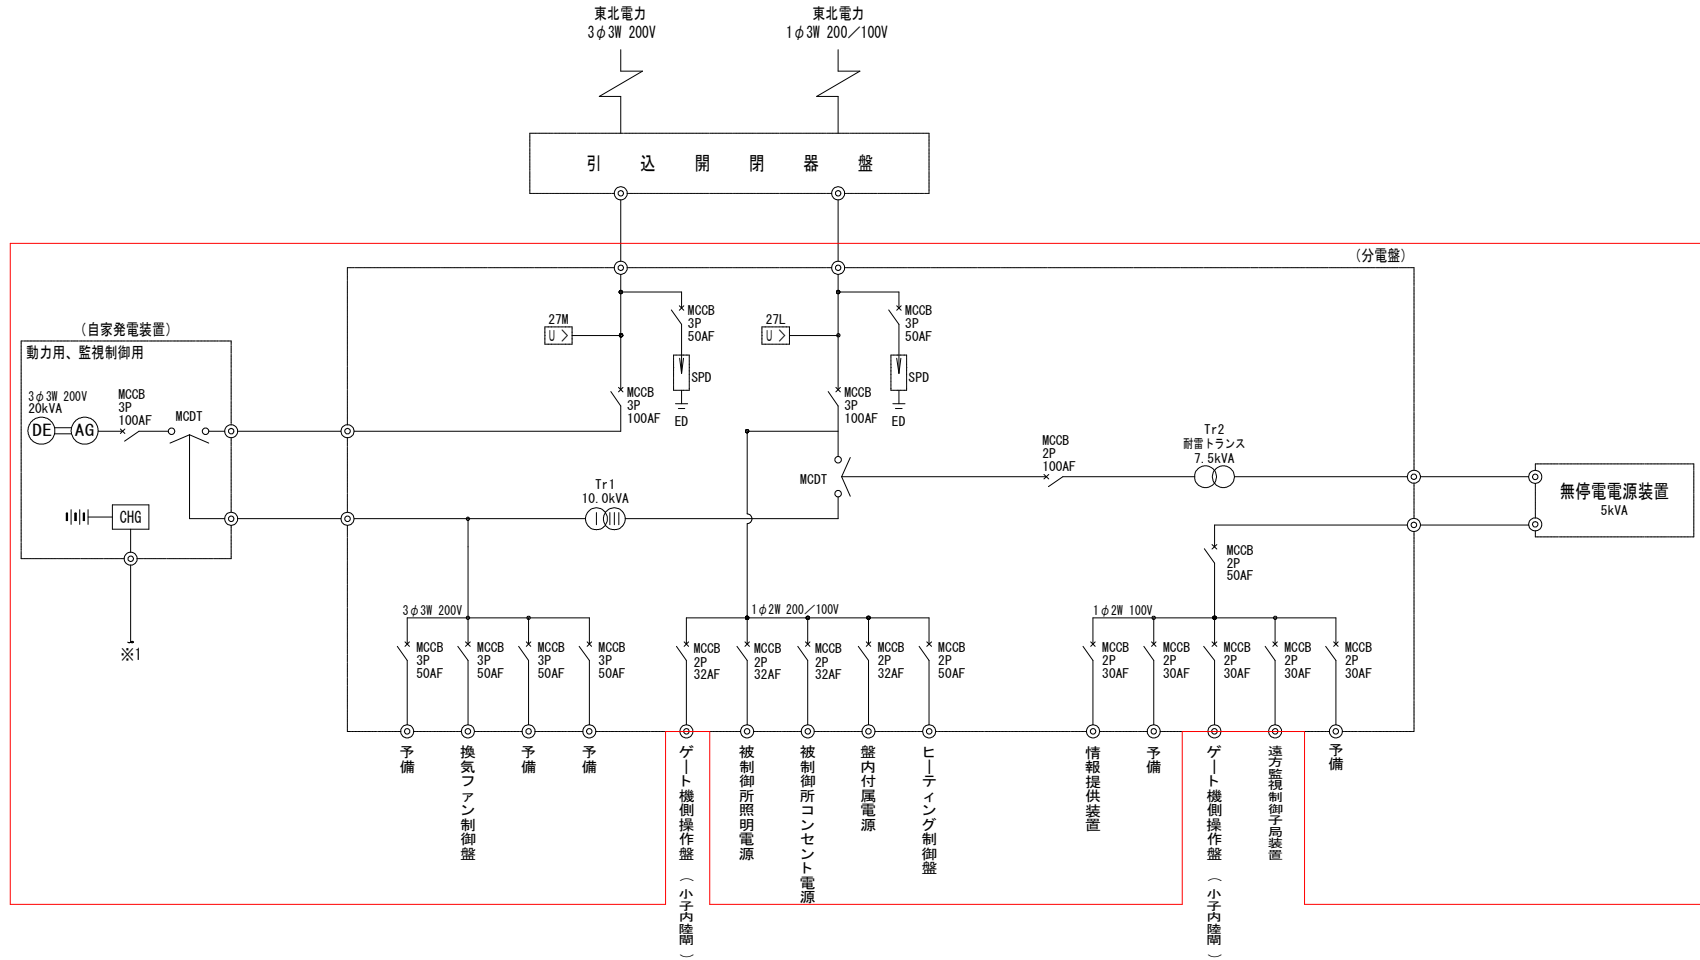 東北電力
3φ3W 200V
東北電力
1φ3W 200／100V
引込開閉器盤
(分電盤)
(自家発電装置)
動力用、監視制御用
3φ3W 200V
20kVA
DE
AG
MCCB
3P
100AF
MCDT
CHG
※1
27M
U >
MCCB
3P
50AF
SPD
ED
MCCB
3P
100AF
27L
U >
MCCB
3P
50AF
SPD
ED
MCCB
3P
100AF
MCDT
Tr1
10.0kVA
MCCB
2P
100AF
Tr2
耐雷トランス
7.5kVA
無停電電源装置
5kVA
MCCB
2P
50AF
3φ3W 200V
MCCB
3P
50AF
MCCB
3P
50AF
MCCB
3P
50AF
MCCB
3P
50AF
1φ2W 200／100V
MCCB
2P
32AF
MCCB
2P
32AF
MCCB
2P
32AF
MCCB
2P
32AF
MCCB
2P
50AF
1φ2W 100V
MCCB
2P
30AF
MCCB
2P
30AF
MCCB
2P
30AF
MCCB
2P
30AF
MCCB
2P
30AF
予備
換気ファン制御盤
予備
予備
ゲート機側操作盤（小子内陸閘）
被制御所照明電源
被制御所コンセント電源
盤内付属電源
ヒーティング制御盤
情報提供装置
予備
ゲート機側操作盤（小子内陸閘）
遠方監視制御子局装置
予備